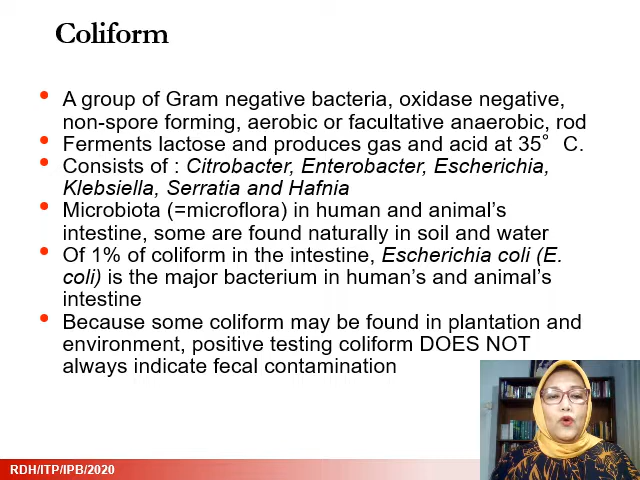 Coliform
• A group of Gram negative bacteria, oxidase negative,
non-spore forming, aerobic or facultative anaerobic, rod
• Ferments lactose and produces gas and acid at 35° C.
• Consists of : Citrobacter, Enterobacter, Escherichia,
Klebsiella, Serratia and Hafnia
• Microbiota (=microflora) in human and animal's
intestine, some are found naturally in soil and water
• Of 1% of coliform in the intestine, Escherichia coli (E.
coli) is the major bacterium in human's and animal's
intestine
• Because some coliform may be found in plantation and
environment, positive testing coliform DOES NOT
always indicate fecal contamination
RDH/ITP/IPB/2020